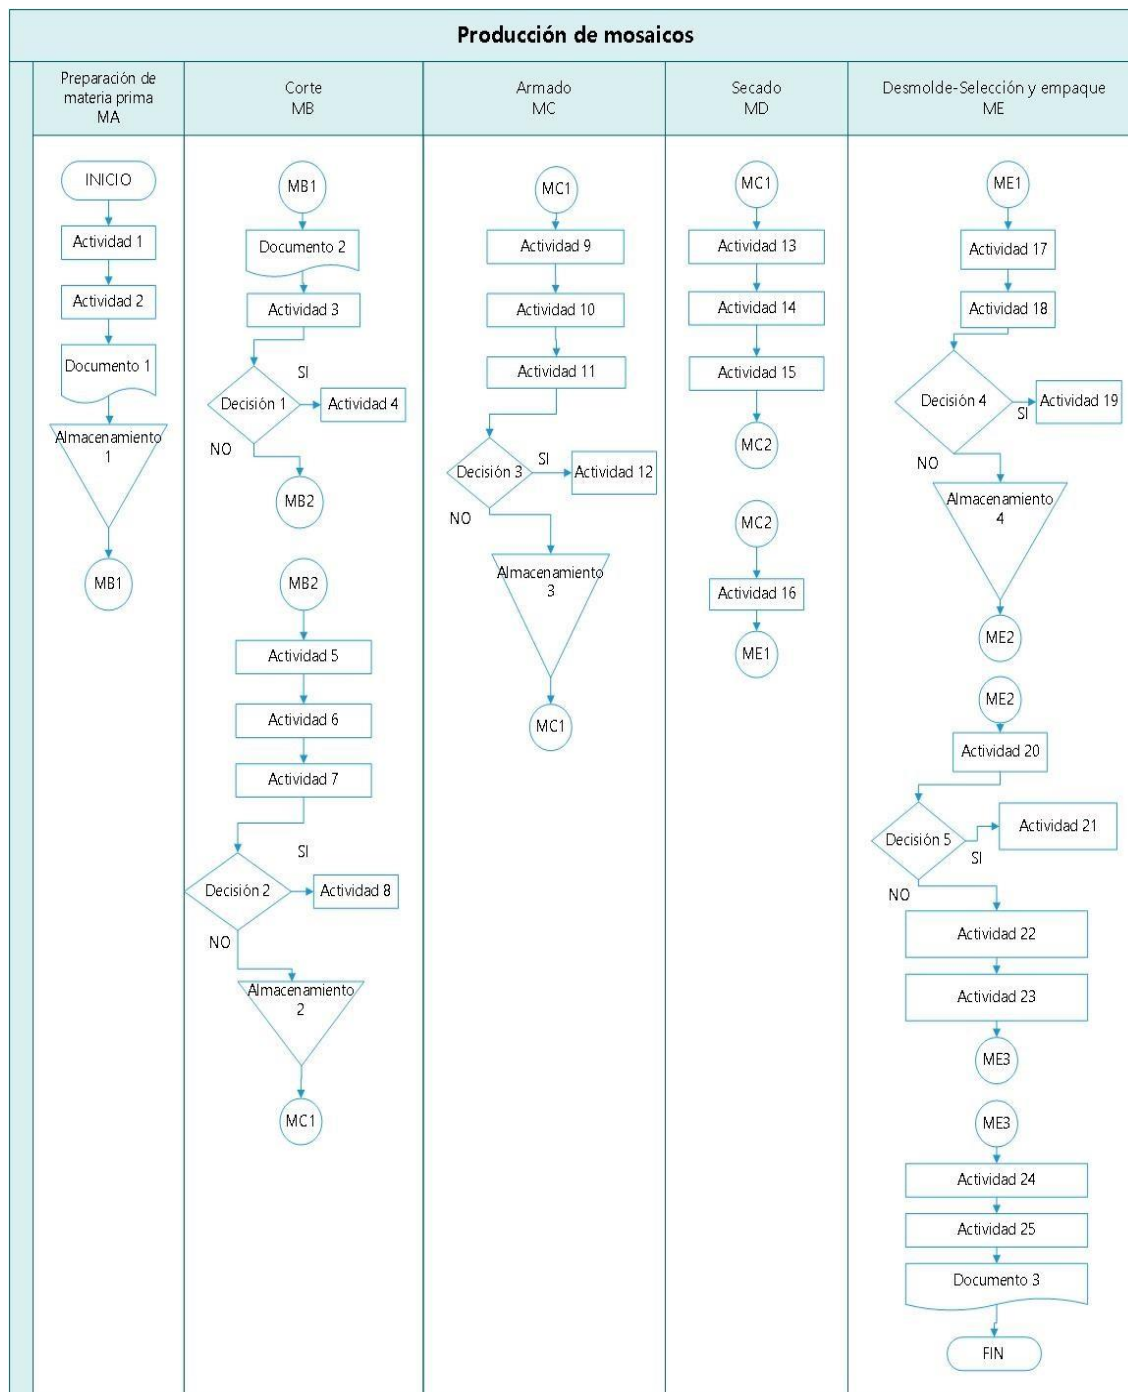 Producción de mosaicos
Preparación de
materia prima
MA
Corte
MB
Armado
MC
Secado
MD
Desmolde-Selección y empaque
ME
INICIO
Actividad 1
Actividad 2
Documento 1
Almacenamiento
1
MB1
MB1
Documento 2
Actividad 3
SI
Decisión 1
Actividad 4
NO
MB2
MB2
Actividad 5
Actividad 6
Actividad 7
SI
Decisión 2
Actividad 8
NO
Almacenamiento
2
MC1
MC1
Actividad 9
Actividad 10
Actividad 11
SI
Decisión 3
Actividad 12
NO
Almacenamiento
3
MC1
MC1
Actividad 13
Actividad 14
Actividad 15
MC2
MC2
Actividad 16
ME1
ME1
Actividad 17
Actividad 18
Decisión 4
SI
Actividad 19
NO
Almacenamiento
4
ME2
ME2
Actividad 20
Decisión 5
SI
Actividad 21
NO
Actividad 22
Actividad 23
ME3
ME3
Actividad 24
Actividad 25
Documento 3
FIN